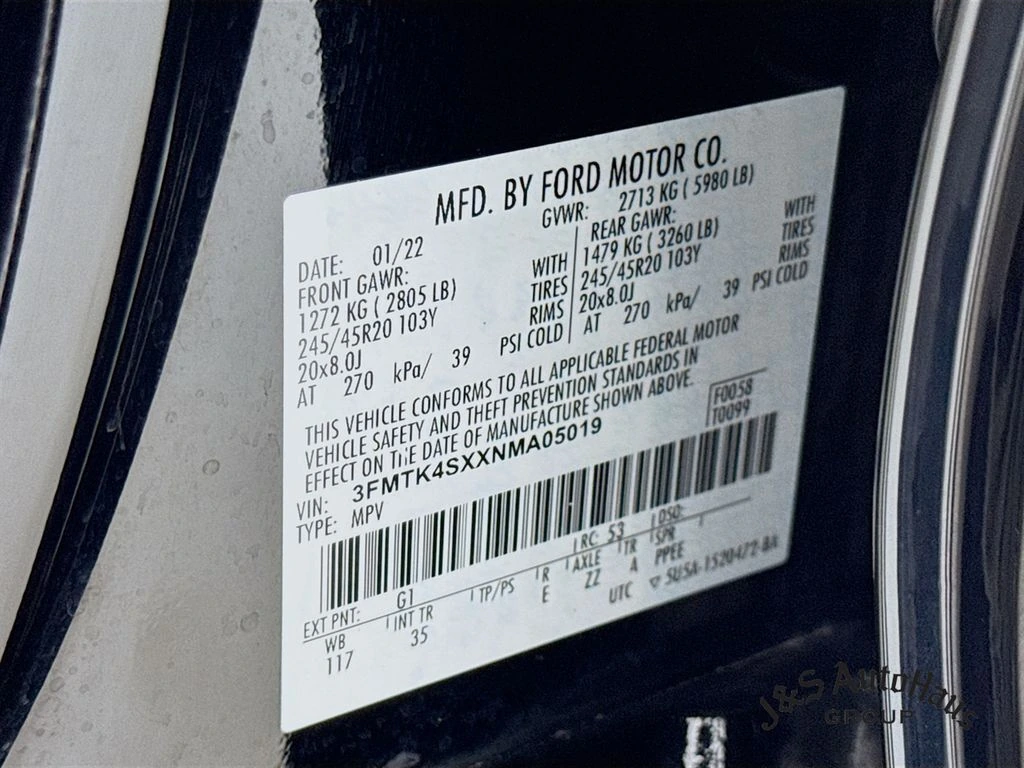 MFD. BY FORD MOTOR CO.
DATE: 01/22 GVWR: 2713 KG ( 5980 LB)
FRONT GAWR: REAR GAWR:
1272 KG ( 2805 LB) WITH 1479 KG ( 3260 LB) WITH
245/45R20 103Y TIRES 245/45R20 103Y TIRES
20x8.0J RIMS 20x8.0J RIMS
AT 270 kPa/ 39 PSI COLD AT 270 kPa/ 39 PSI COLD
THIS VEHICLE CONFORMS TO ALL APPLICABLE FEDERAL MOTOR
VEHICLE SAFETY AND THEFT PREVENTION STANDARDS IN
EFFECT ON THE DATE OF MANUFACTURE SHOWN ABOVE.
F0058
T0099
VIN: 3FMTK4SXXNMA05019
TYPE: MPV
EXT PNT: G1 RC: 53 DSO:
WB INT TR TP/PS R AXLE TR SPR
117 35 E ZZ A PPEE
UTC 5U5A-1520472-BA
J&S AutoHaus
GROUP